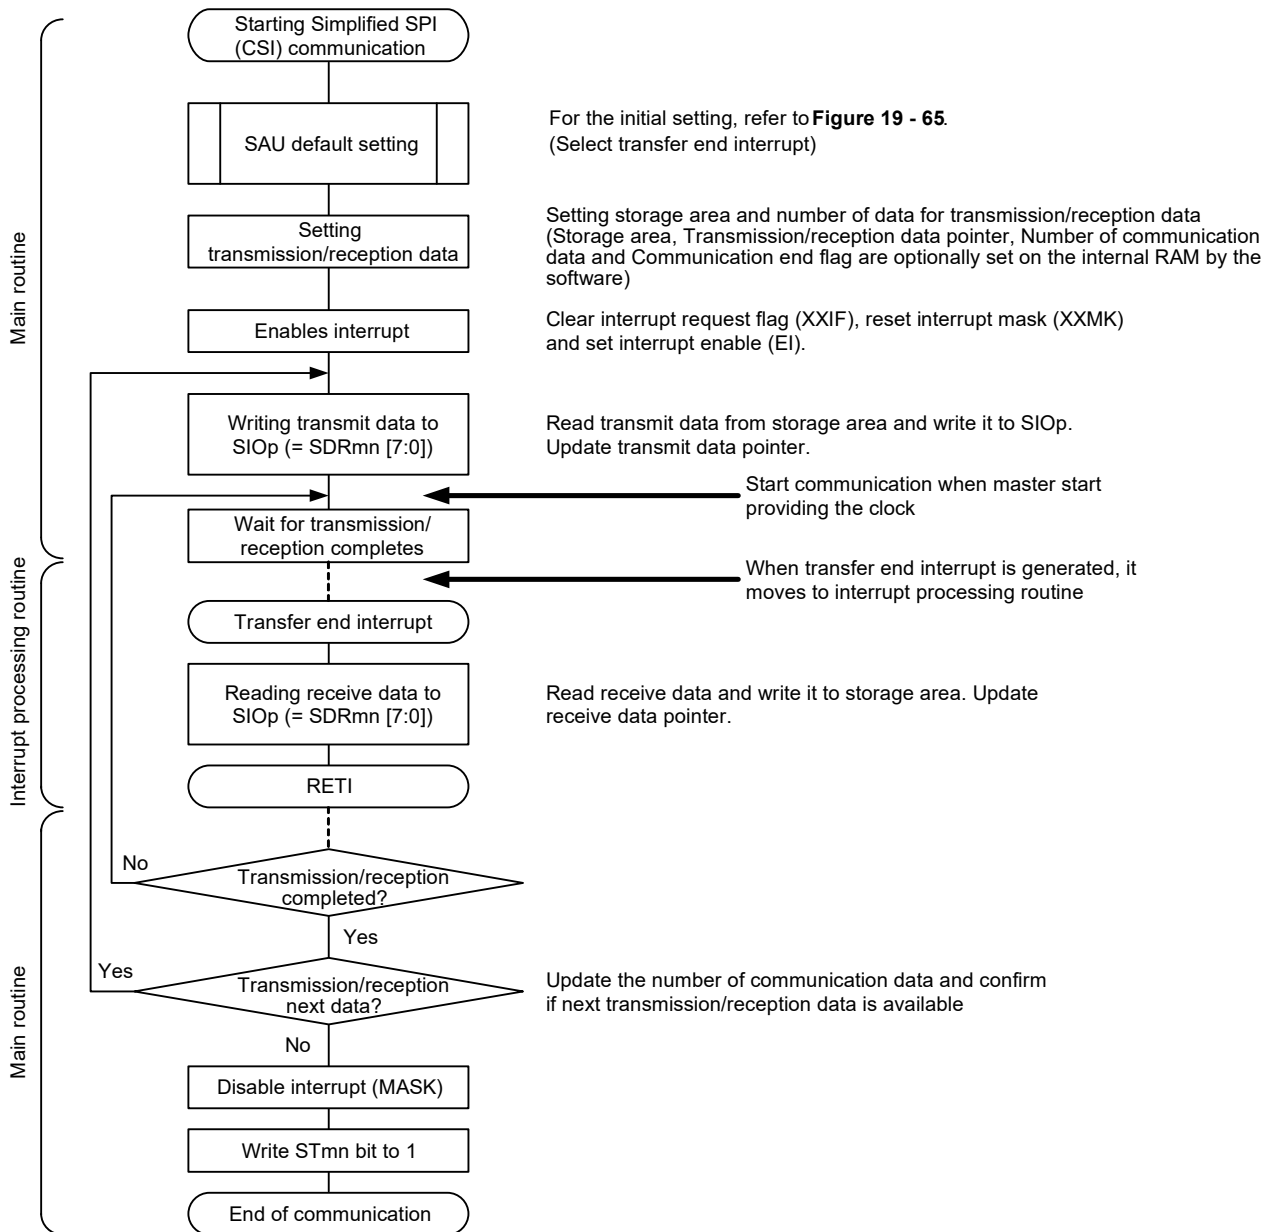 Starting Simplified SPI
(CSI) communication
SAU default setting
For the initial setting, refer to Figure 19 - 65.
(Select transfer end interrupt)
Setting
transmission/reception data
Setting storage area and number of data for transmission/reception data
(Storage area, Transmission/reception data pointer, Number of communication
data and Communication end flag are optionally set on the internal RAM by the
software)
Main routine
Enables interrupt
Clear interrupt request flag (XXIF), reset interrupt mask (XXMK)
and set interrupt enable (EI).
Writing transmit data to
SIOp (= SDRmn [7:0])
Read transmit data from storage area and write it to SIOp.
Update transmit data pointer.
Start communication when master start
providing the clock
Wait for transmission/
reception completes
When transfer end interrupt is generated, it
moves to interrupt processing routine
Interrupt processing routine
Transfer end interrupt
Reading receive data to
SIOp (= SDRmn [7:0])
Read receive data and write it to storage area. Update
receive data pointer.
RETI
No
Transmission/reception
completed?
Yes
Main routine
Yes
Transmission/reception
next data?
Update the number of communication data and confirm
if next transmission/reception data is available
No
Disable interrupt (MASK)
Write STmn bit to 1
End of communication